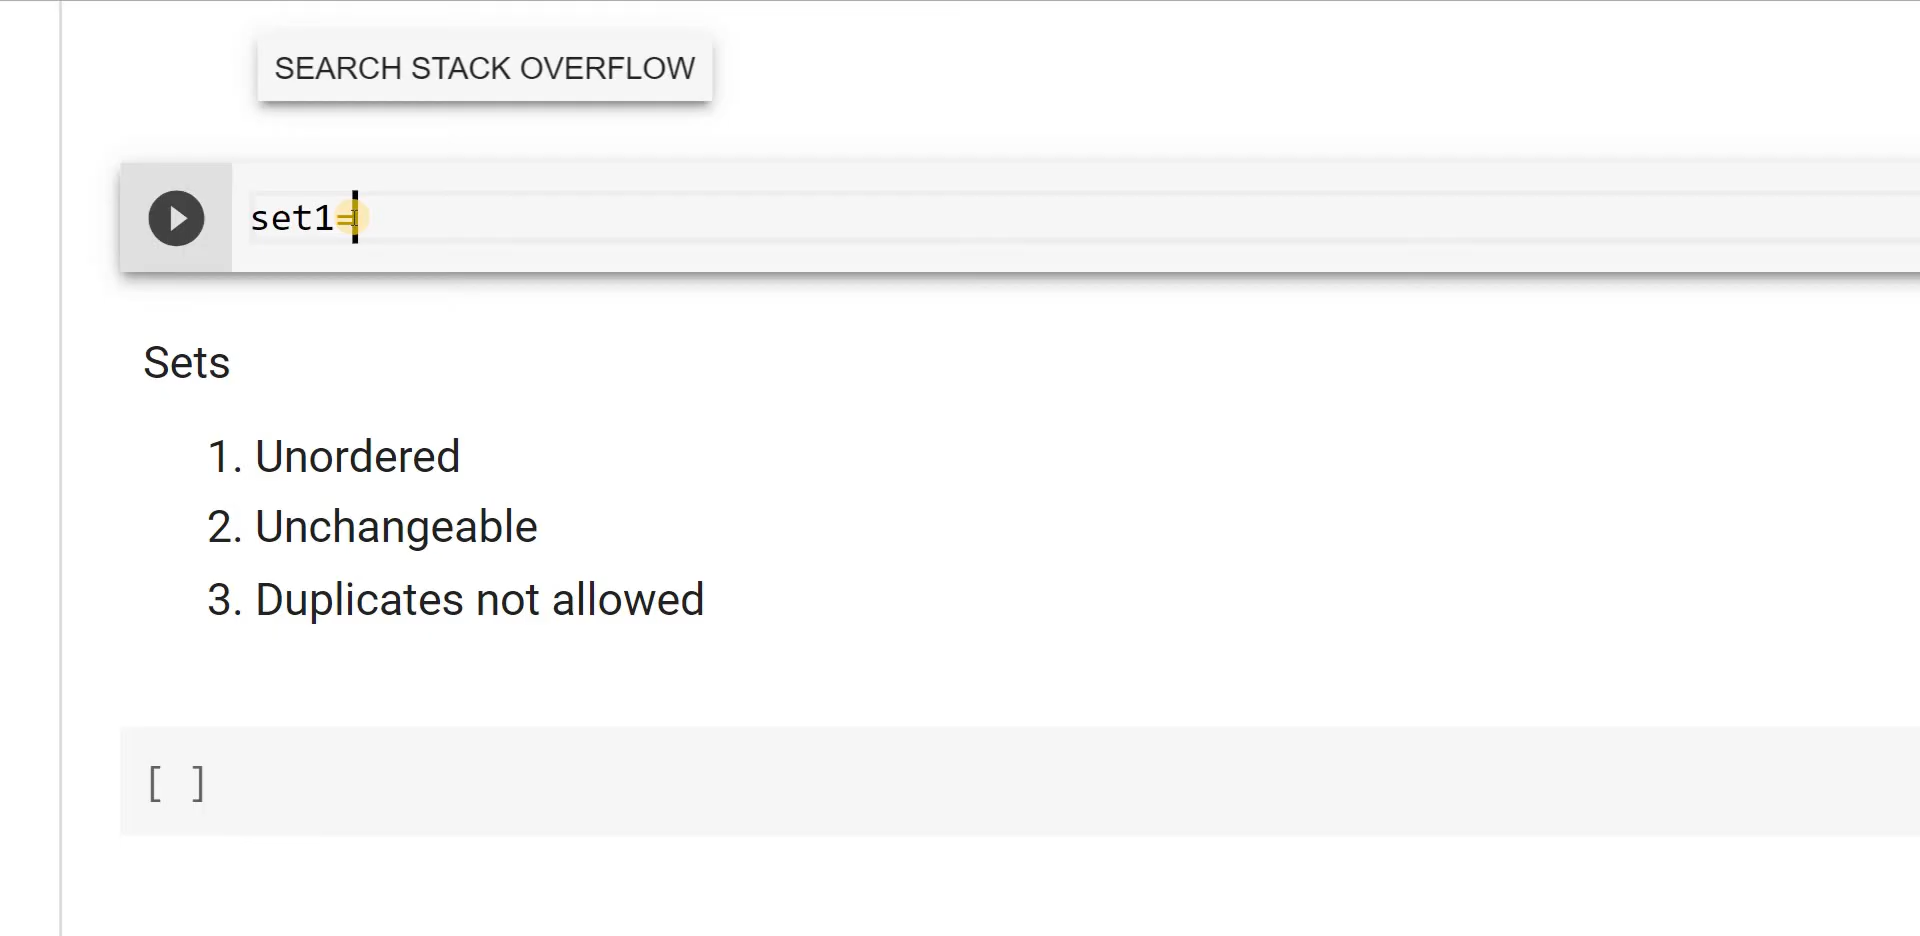 SEARCH STACK OVERFLOW
set1=
Sets
1. Unordered
2. Unchangeable
3. Duplicates not allowed
[ ]